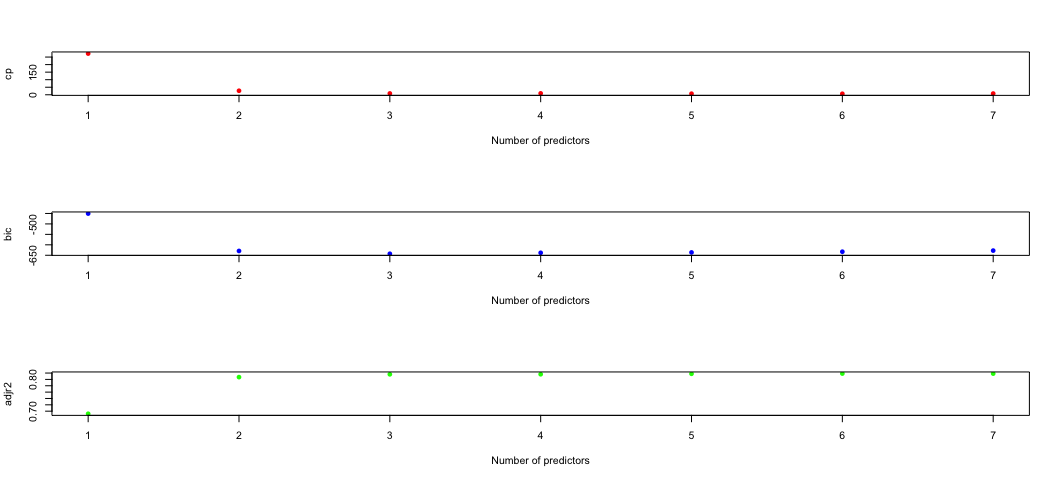 cp
150
0
1 2 3 4 5 6 7
Number of predictors
bic
-500
-650
1 2 3 4 5 6 7
Number of predictors
adjr2
0.80
0.70
1 2 3 4 5 6 7
Number of predictors